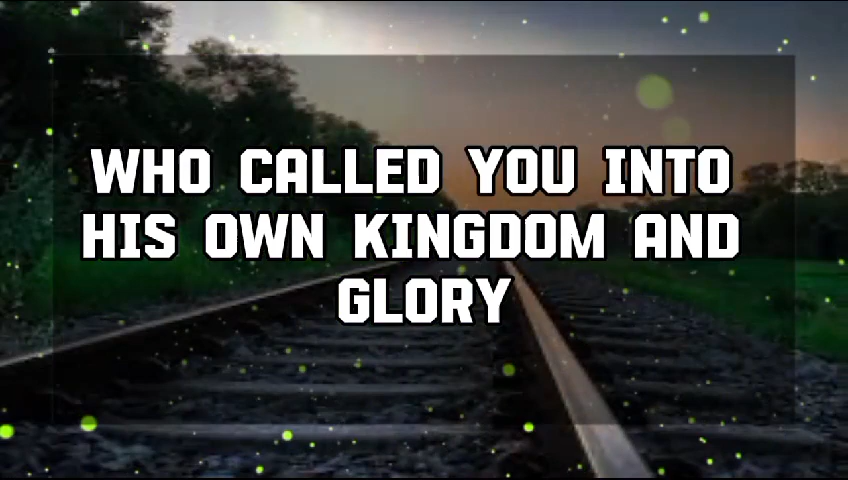 WHO CALLED YOU INTO
HIS OWN KINGDOM AND
GLORY